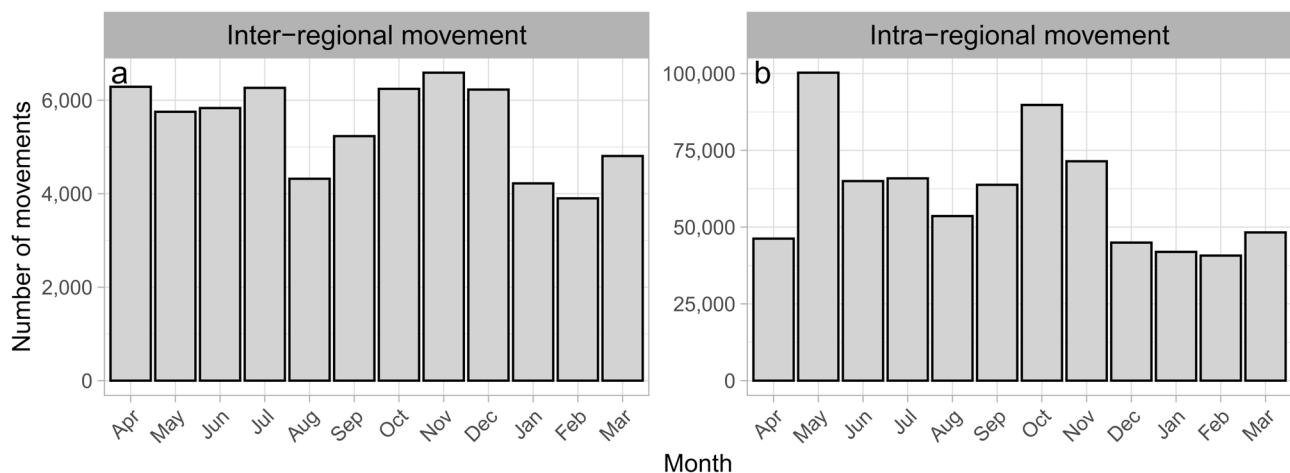 Inter−regional movement
Intra−regional movement
a
b
Number of movements
6,000
4,000
2,000
0
100,000
75,000
50,000
25,000
0
Apr May Jun Jul Aug Sep Oct Nov Dec Jan Feb Mar
Apr May Jun Jul Aug Sep Oct Nov Dec Jan Feb Mar
Month